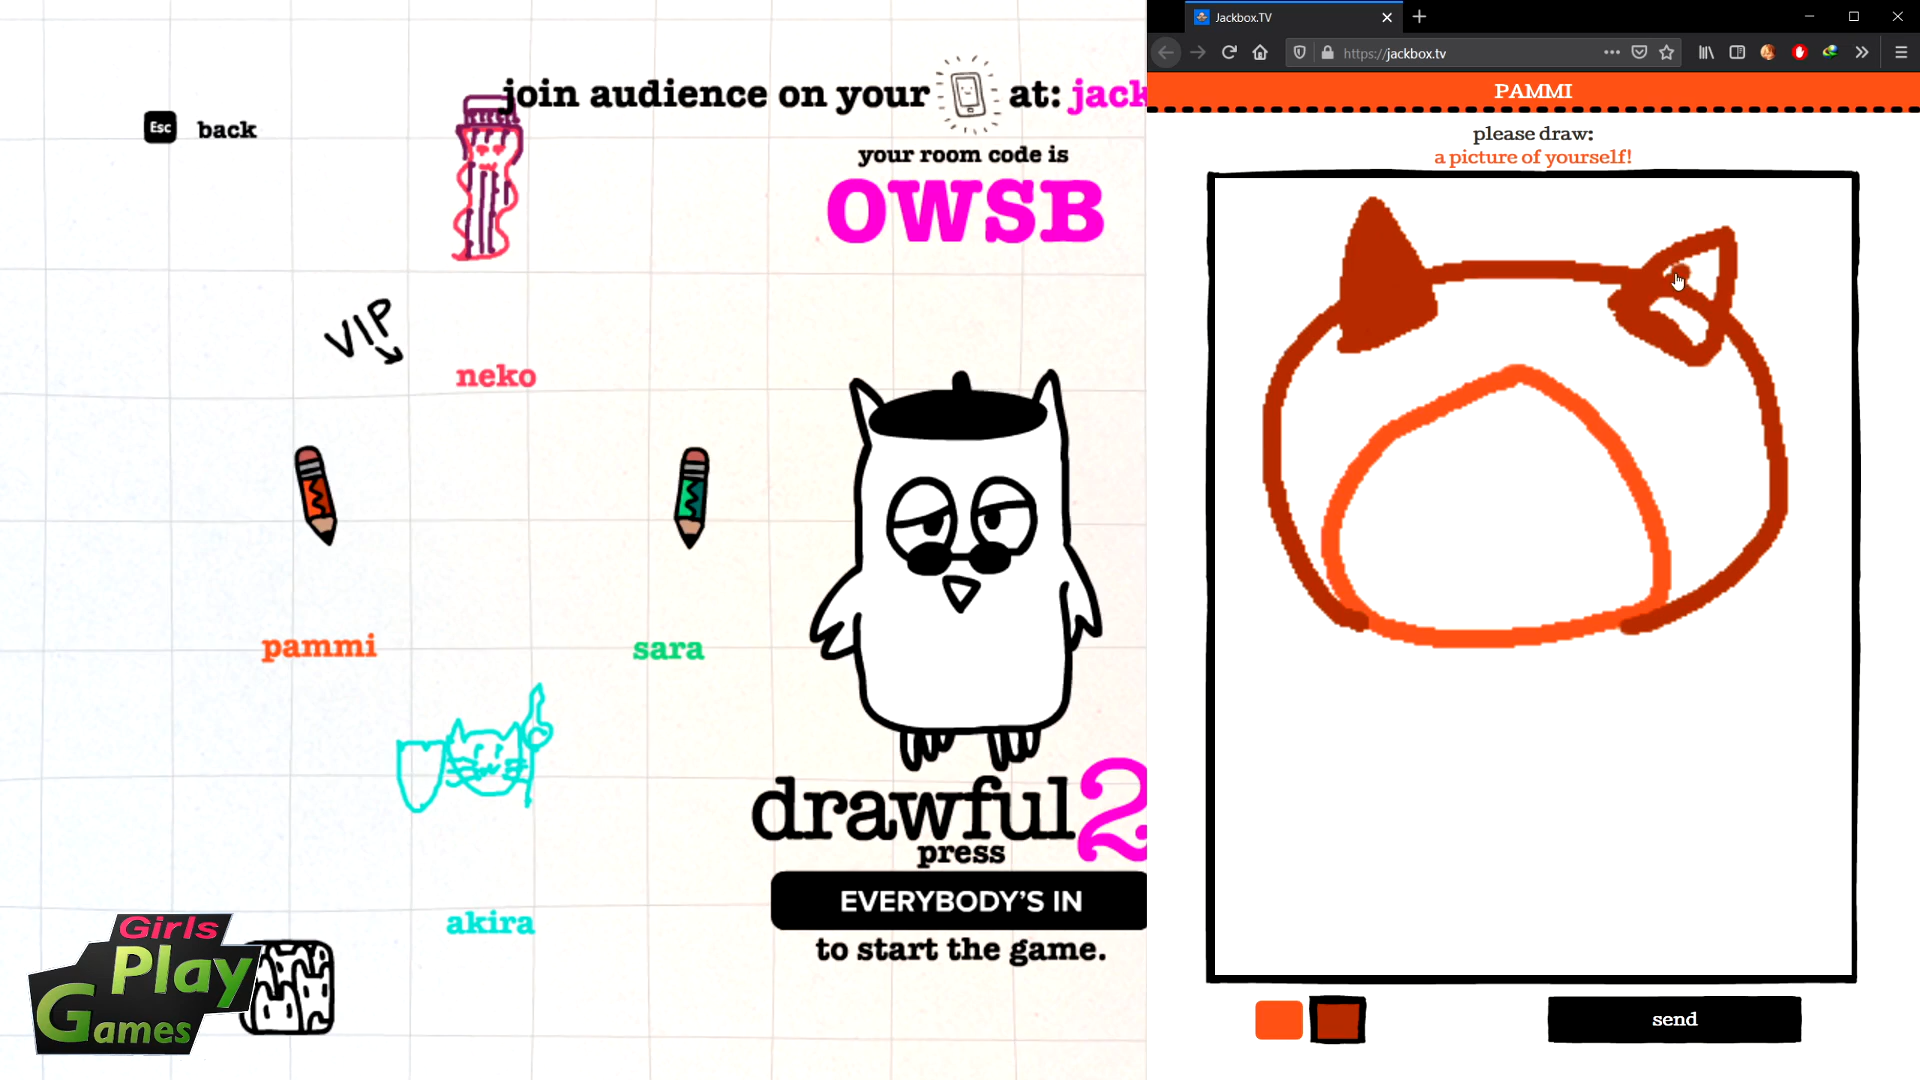 Esc back
join audience on your at: jack
your room code is
OWSB
VIP
neko
pammi
sara
akira
drawful 2
press
EVERYBODY'S IN
to start the game.
Girls
Play
Games
Jackbox.TV
https://jackbox.tv
PAMMI
please draw:
a picture of yourself!
send